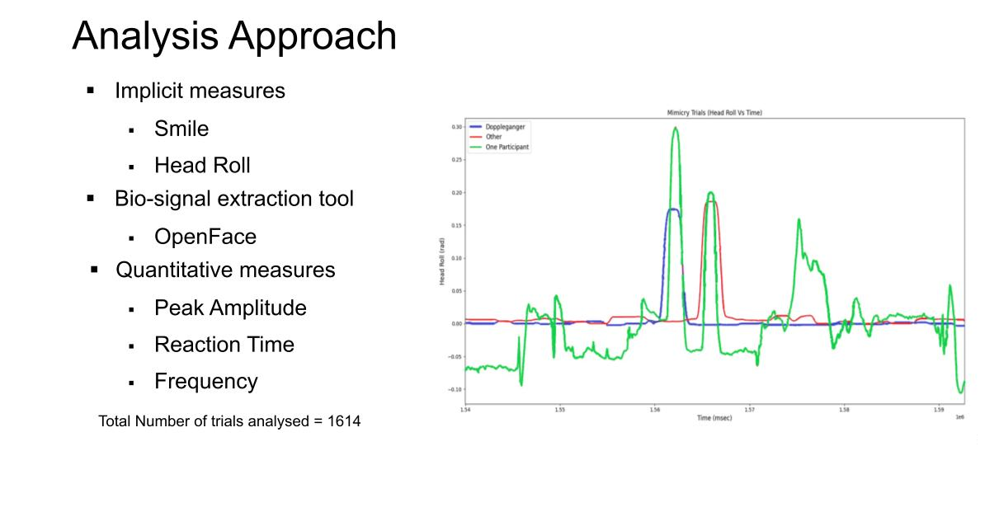 Analysis Approach
▪ Implicit measures
▪ Smile
▪ Head Roll
▪ Bio-signal extraction tool
▪ OpenFace
▪ Quantitative measures
▪ Peak Amplitude
▪ Reaction Time
▪ Frequency
Total Number of trials analysed = 1614
Mimicry Trials (Head Roll Vs Time)
Doppleganger
Other
One Participant
Head Roll (rad)
0.30
0.25
0.20
0.15
0.10
0.05
0.00
−0.05
−0.10
1.54 1.55 1.56 1.57 1.58 1.59
1e6
Time (msec)